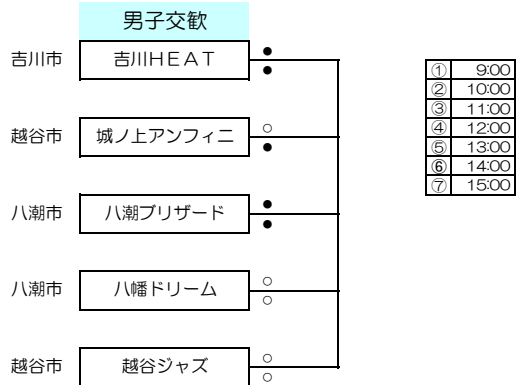 男子交歓
吉川市 吉川HEAT ●
●
① 9:00
② 10:00
③ 11:00
④ 12:00
⑤ 13:00
⑥ 14:00
⑦ 15:00
越谷市 城ノ上アンフィニ ○
●
八潮市 八潮ブリザード ●
●
八潮市 八幡ドリーム ○
○
越谷市 越谷ジャズ ○
○